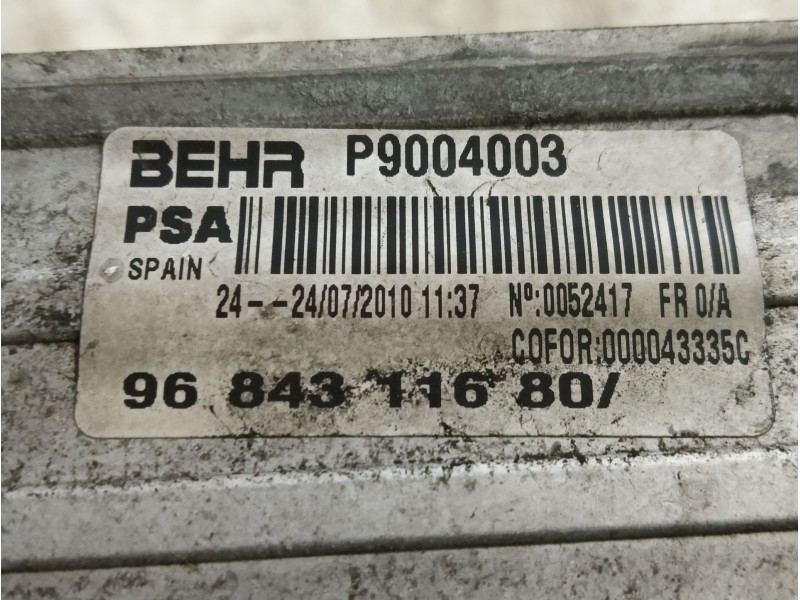 BEHR P9004003
PSA
SPAIN
24-- -24/07/2010 11:37 Nº:0052417 FR 0/A
COFOR:000043335C
96 843 116 80/